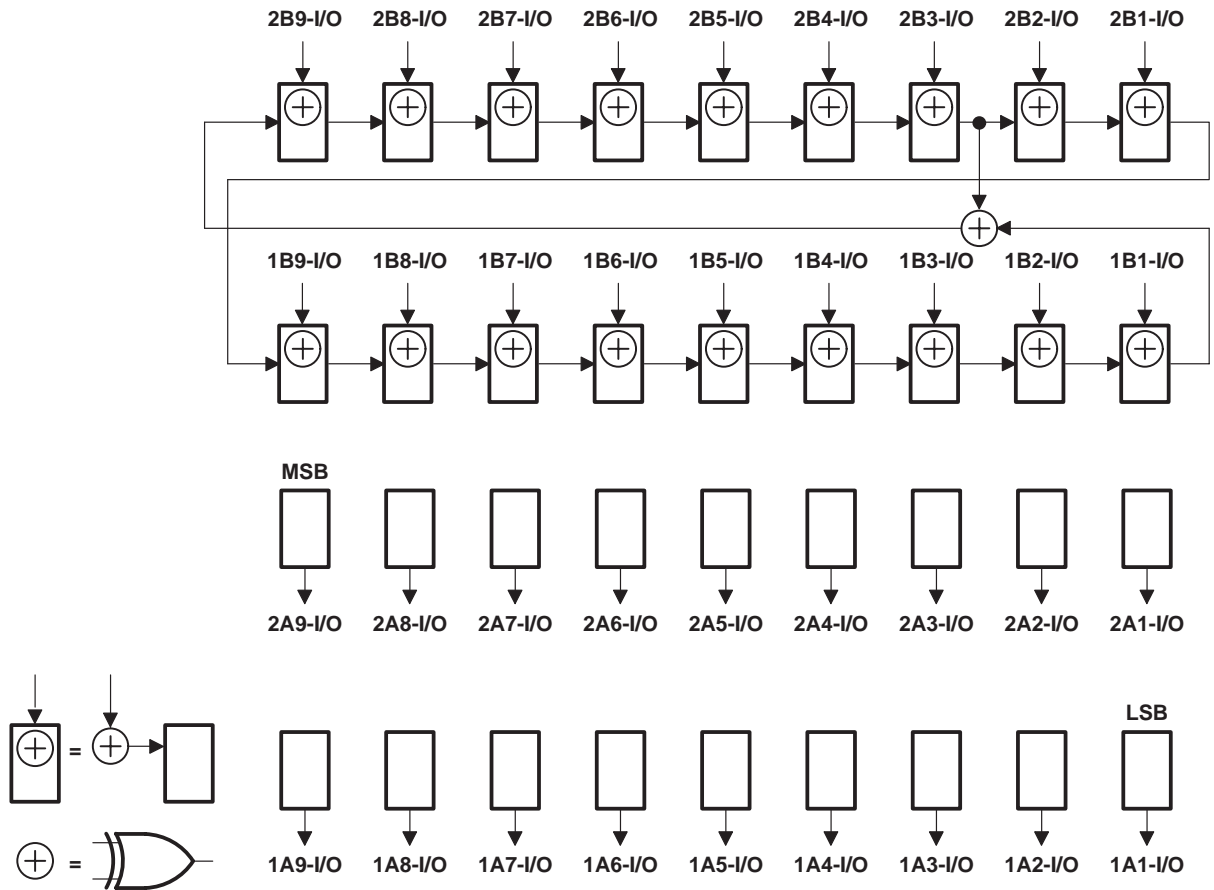 2B9-I/O 2B8-I/O 2B7-I/O 2B6-I/O 2B5-I/O 2B4-I/O 2B3-I/O 2B2-I/O 2B1-I/O
1B9-I/O 1B8-I/O 1B7-I/O 1B6-I/O 1B5-I/O 1B4-I/O 1B3-I/O 1B2-I/O 1B1-I/O
MSB
2A9-I/O 2A8-I/O 2A7-I/O 2A6-I/O 2A5-I/O 2A4-I/O 2A3-I/O 2A2-I/O 2A1-I/O
LSB
=
=
1A9-I/O 1A8-I/O 1A7-I/O 1A6-I/O 1A5-I/O 1A4-I/O 1A3-I/O 1A2-I/O 1A1-I/O